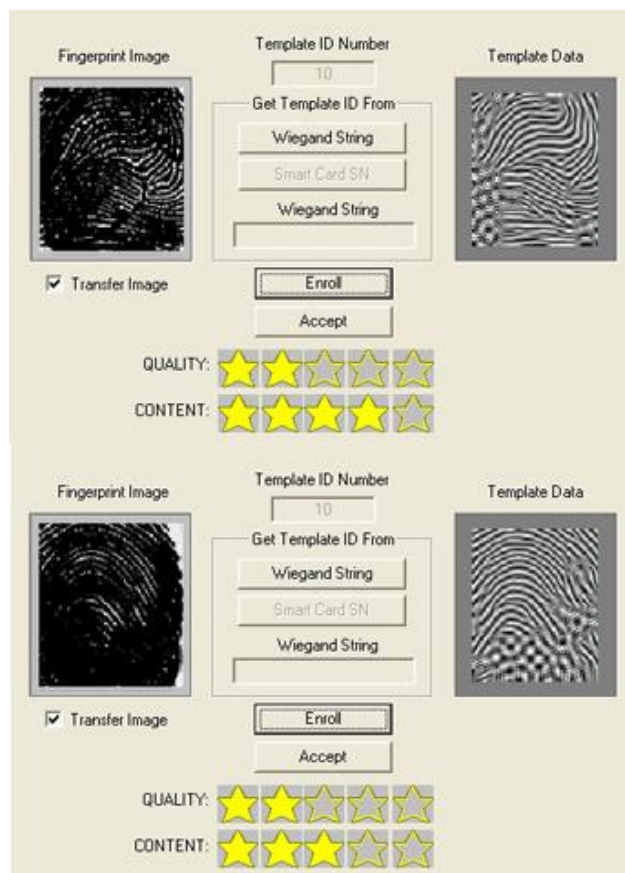 Fingerprint Image
Template ID Number
Template Data
10
Get Template ID From
Wiegand String
Smart Card SN
Wiegand String
Transfer Image
Enroll
Accept
QUALITY:
CONTENT:
Fingerprint Image
Template ID Number
Template Data
10
Get Template ID From
Wiegand String
Smart Card SN
Wiegand String
Transfer Image
Enroll
Accept
QUALITY:
CONTENT: